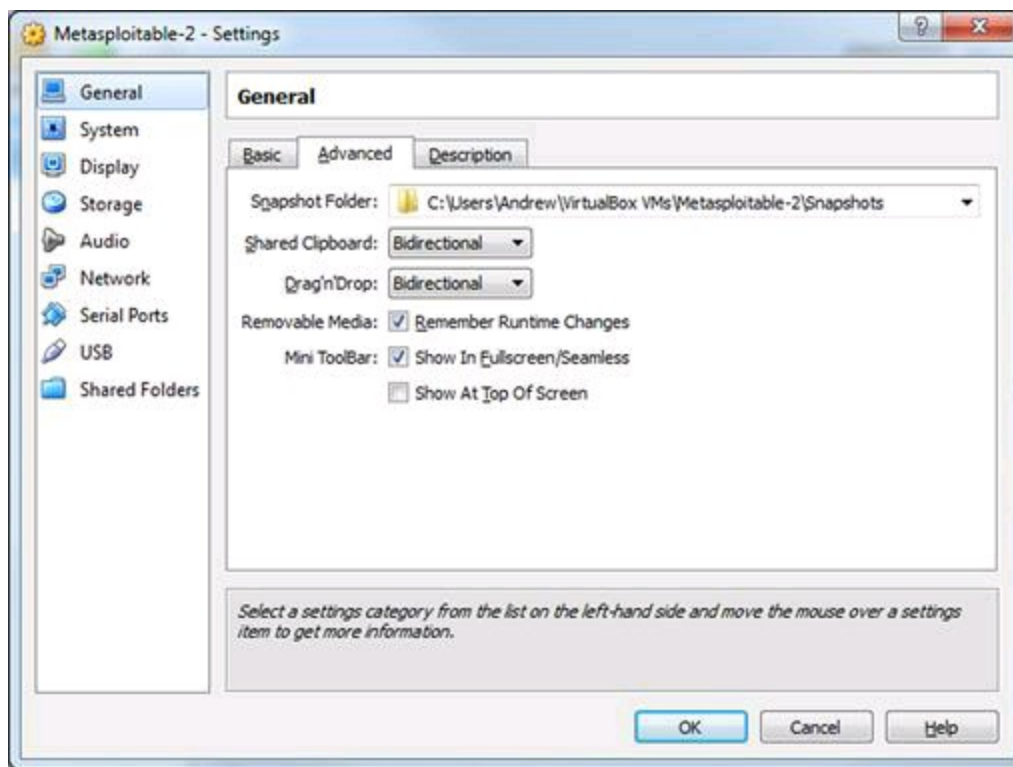 Metasploitable-2 - Settings
General
System
Display
Storage
Audio
Network
Serial Ports
USB
Shared Folders
General
Basic
Advanced
Description
Snapshot Folder: C:\Users\Andrew\VirtualBox VMs\Metasploitable-2\Snapshots
Shared Clipboard: Bidirectional
Drag'n'Drop: Bidirectional
Removable Media: Remember Runtime Changes
Mini ToolBar: Show In Fullscreen/Seamless
Show At Top Of Screen
Select a settings category from the list on the left-hand side and move the mouse over a settings
item to get more information.
OK
Cancel
Help